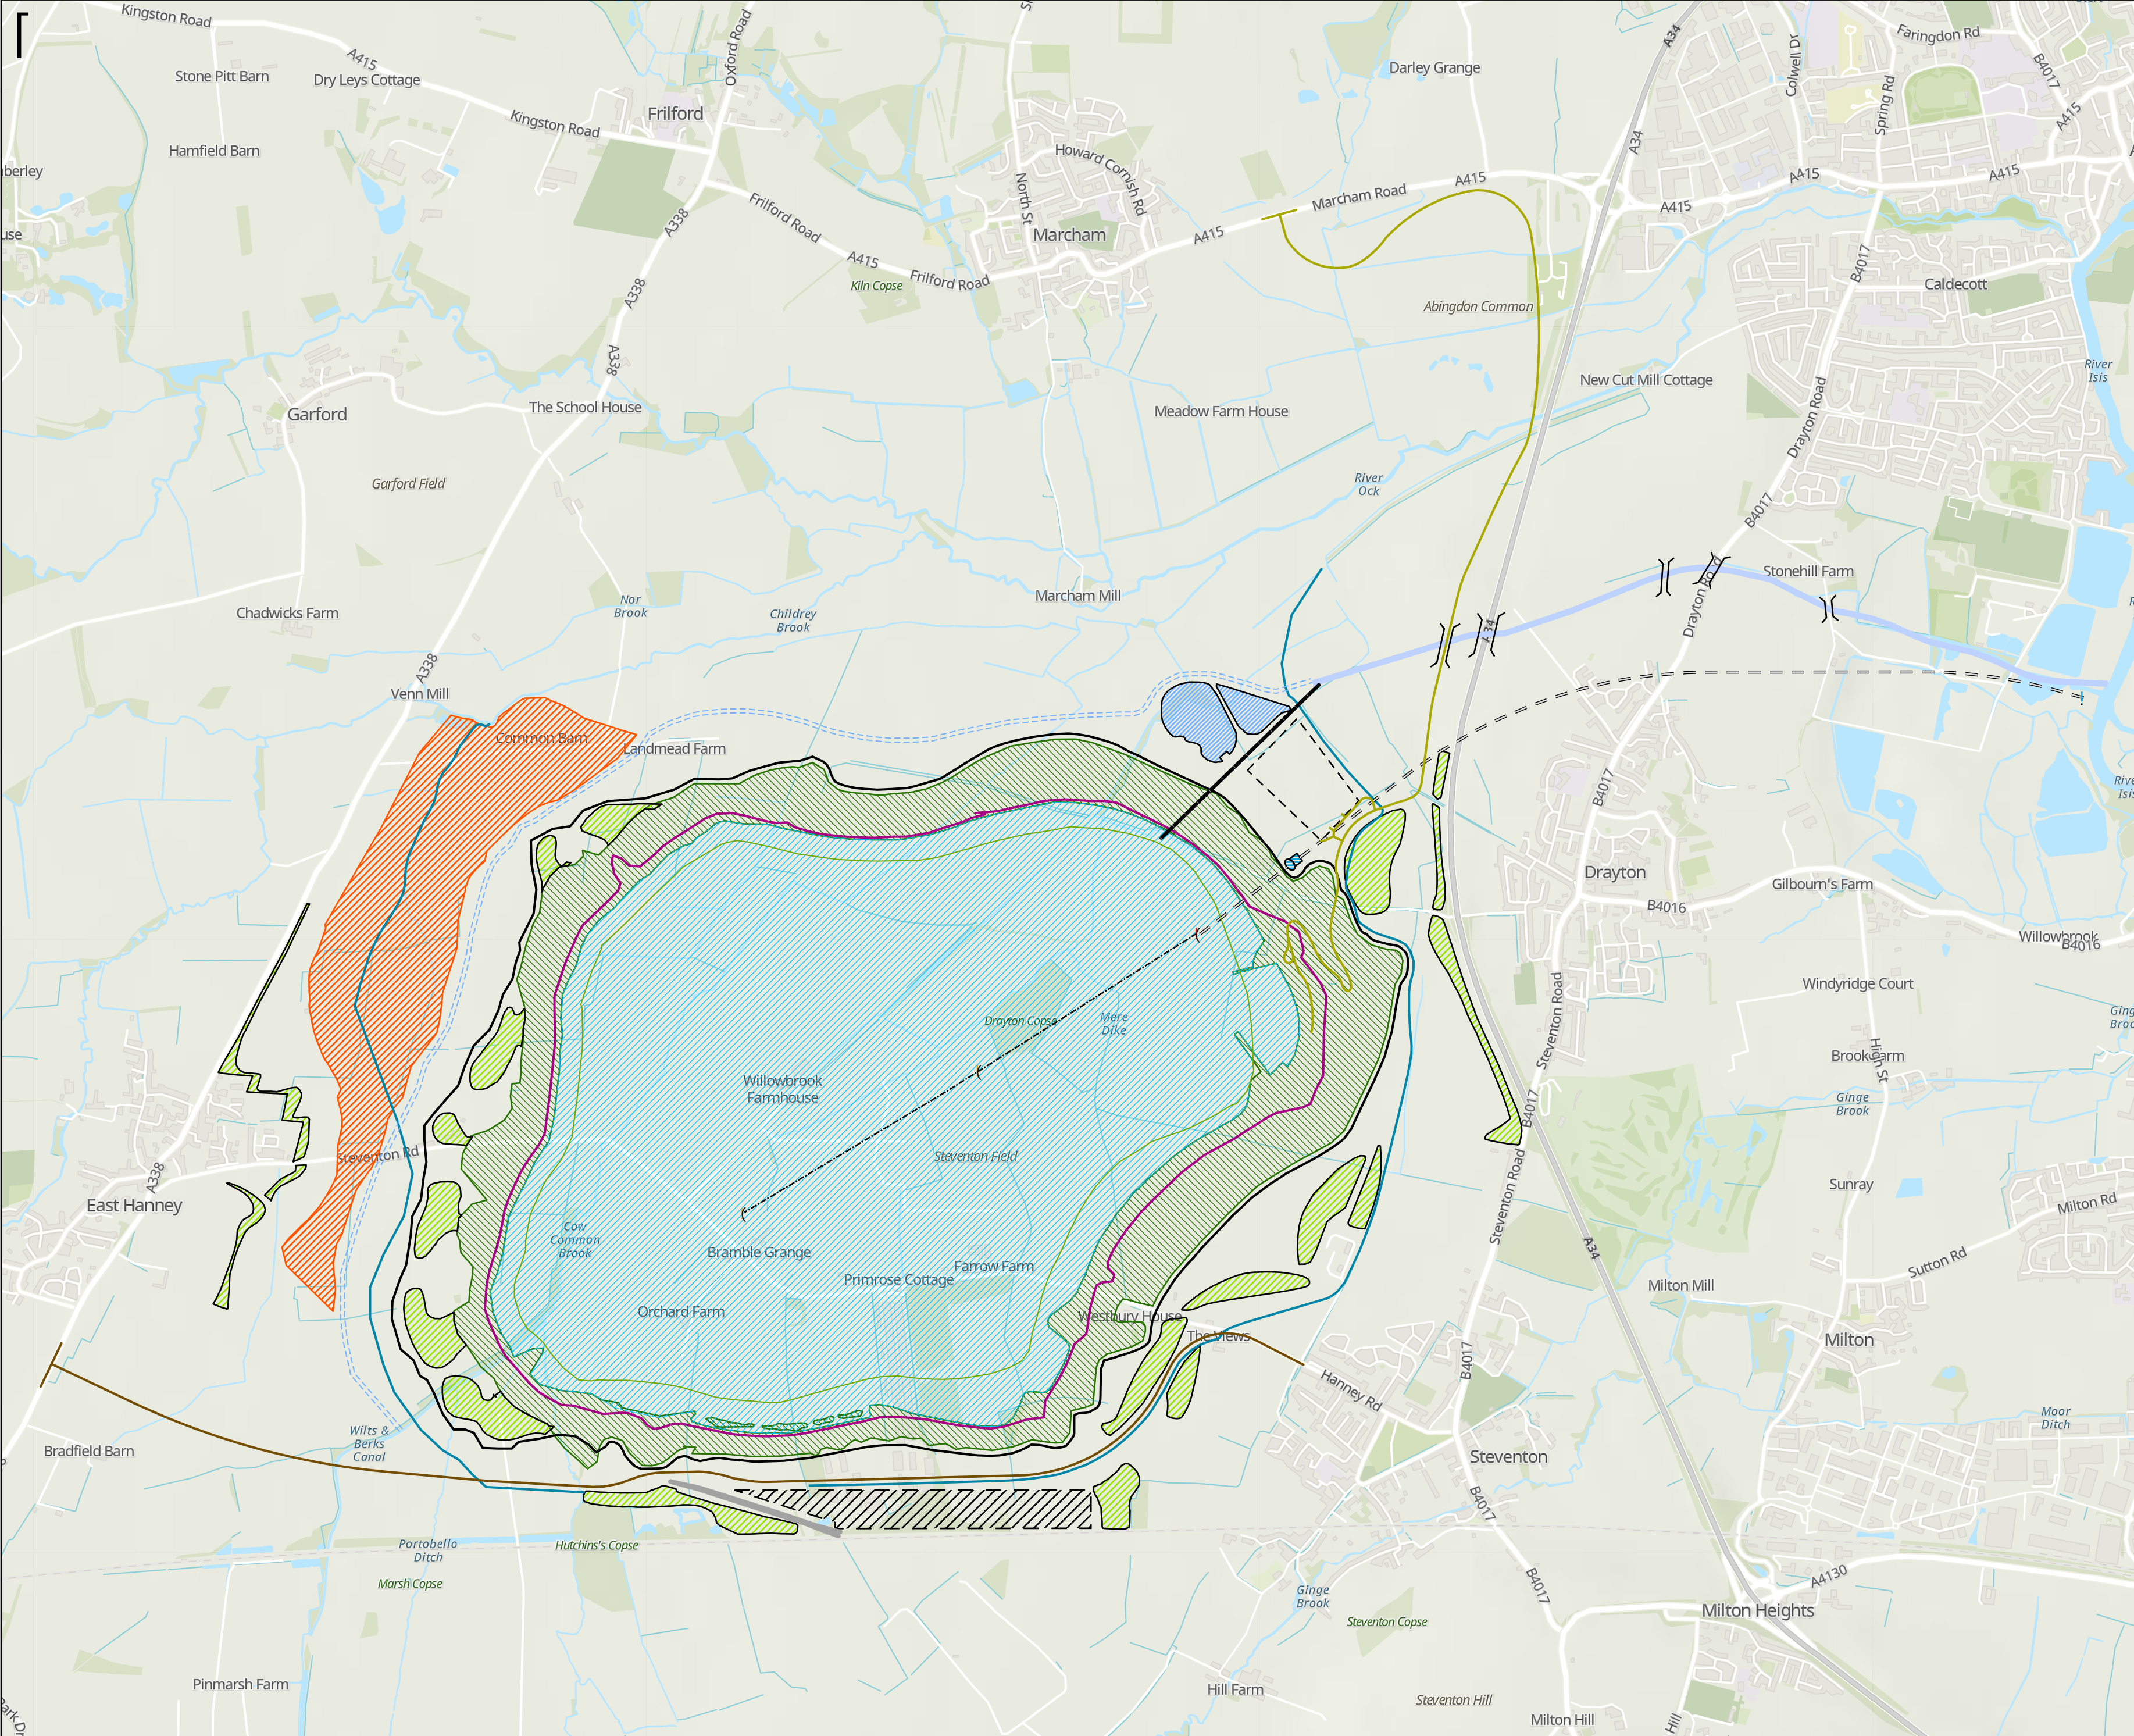 Kingston Road
A415
Stone Pitt Barn
Dry Leys Cottage
Hamfield Barn
Kingston Road
Frilford
Oxford Road
Howard Cornish Rd
North St
Marcham
Darley Grange
A34
Colwell Dr
Spring Rd
Faringdon Rd
B4017
A415
A34
A415
A415
A415
A415
Marcham Road
A415
Frilford Road
A415
Frilford Road
A338
Kiln Copse
A338
A338
Abingdon Common
B4017
Caldecott
River
Isis
New Cut Mill Cottage
Drayton Road
Garford
The School House
Meadow Farm House
Garford Field
River
Ock
B4017
Stonehill Farm
Drayton Road
Chadwicks Farm
Nor
Brook
Childrey
Brook
Marcham Mill
A338
Venn Mill
Common Barn
Landmead Farm
B4017
Drayton
B4016
Gilbourn's Farm
Willowbrook
B4016
Windyridge Court
Steventon Road
Brook Farm
High St
Ginge
Brook
B4017
Drayton Copse
Mere
Dike
Willowbrook
Farmhouse
Steventon Field
Steventon Rd
A338
East Hanney
Cow
Common
Brook
Bramble Grange
Primrose Cottage
Farrow Farm
Orchard Farm
Westbury House
The Views
Steventon Road
A34
Sunray
Milton Rd
Sutton Rd
Milton Mill
Milton
B4017
Hanney Rd
Steventon
Moor
Ditch
Bradfield Barn
Wilts &
Berks
Canal
B4017
Portobello
Ditch
Hutchins's Copse
Marsh Copse
Ginge
Brook
Steventon Copse
B4017
A4130
Milton Heights
Pinmarsh Farm
Hill Farm
Steventon Hill
Milton Hill
Hill